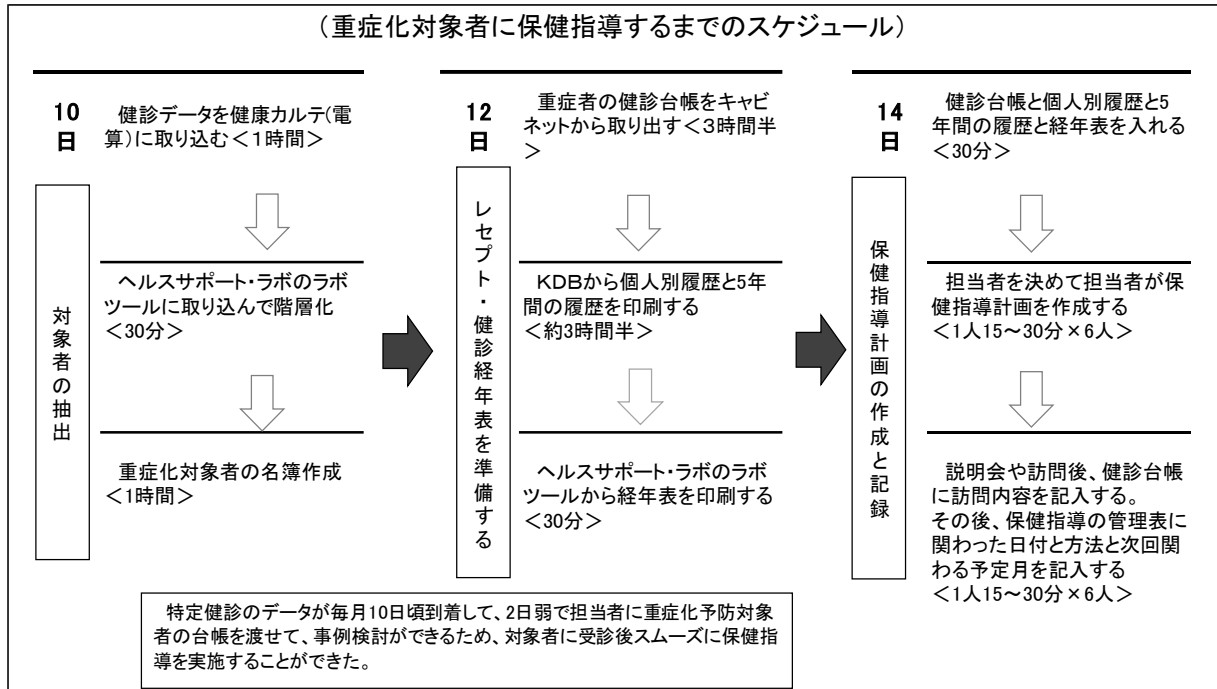 （重症化対象者に保健指導するまでのスケジュール）
10
日
健診データを健康カルテ(電
算)に取り込む＜1時間＞
対象者の抽出
ヘルスサポート・ラボのラボ
ツールに取り込んで階層化
＜30分＞
重症化対象者の名簿作成
＜1時間＞
12
日
重症者の健診台帳をキャビ
ネットから取り出す＜３時間半
＞
レセプト・健診経年表を準備する
ＫＤＢから個人別履歴と5年
間の履歴を印刷する
＜約3時間半＞
ヘルスサポート・ラボのラボ
ツールから経年表を印刷する
＜30分＞
14
日
健診台帳と個人別履歴と5
年間の履歴と経年表を入れる
＜30分＞
保健指導計画の作成と記録
担当者を決めて担当者が保
健指導計画を作成する
＜1人15～30分×6人＞
説明会や訪問後、健診台帳
に訪問内容を記入する。
その後、保健指導の管理表に
関わった日付と方法と次回関
わる予定月を記入する
＜1人15～30分×6人＞
特定健診のデータが毎月10日頃到着して、2日弱で担当者に重症化予防対象
者の台帳を渡せて、事例検討ができるため、対象者に受診後スムーズに保健指
導を実施することができた。